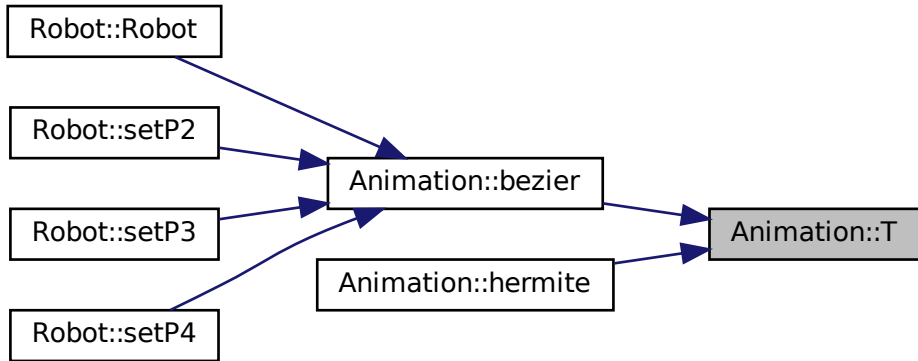 Robot::Robot
Robot::setP2
Robot::setP3
Robot::setP4
Animation::bezier
Animation::hermite
Animation::T